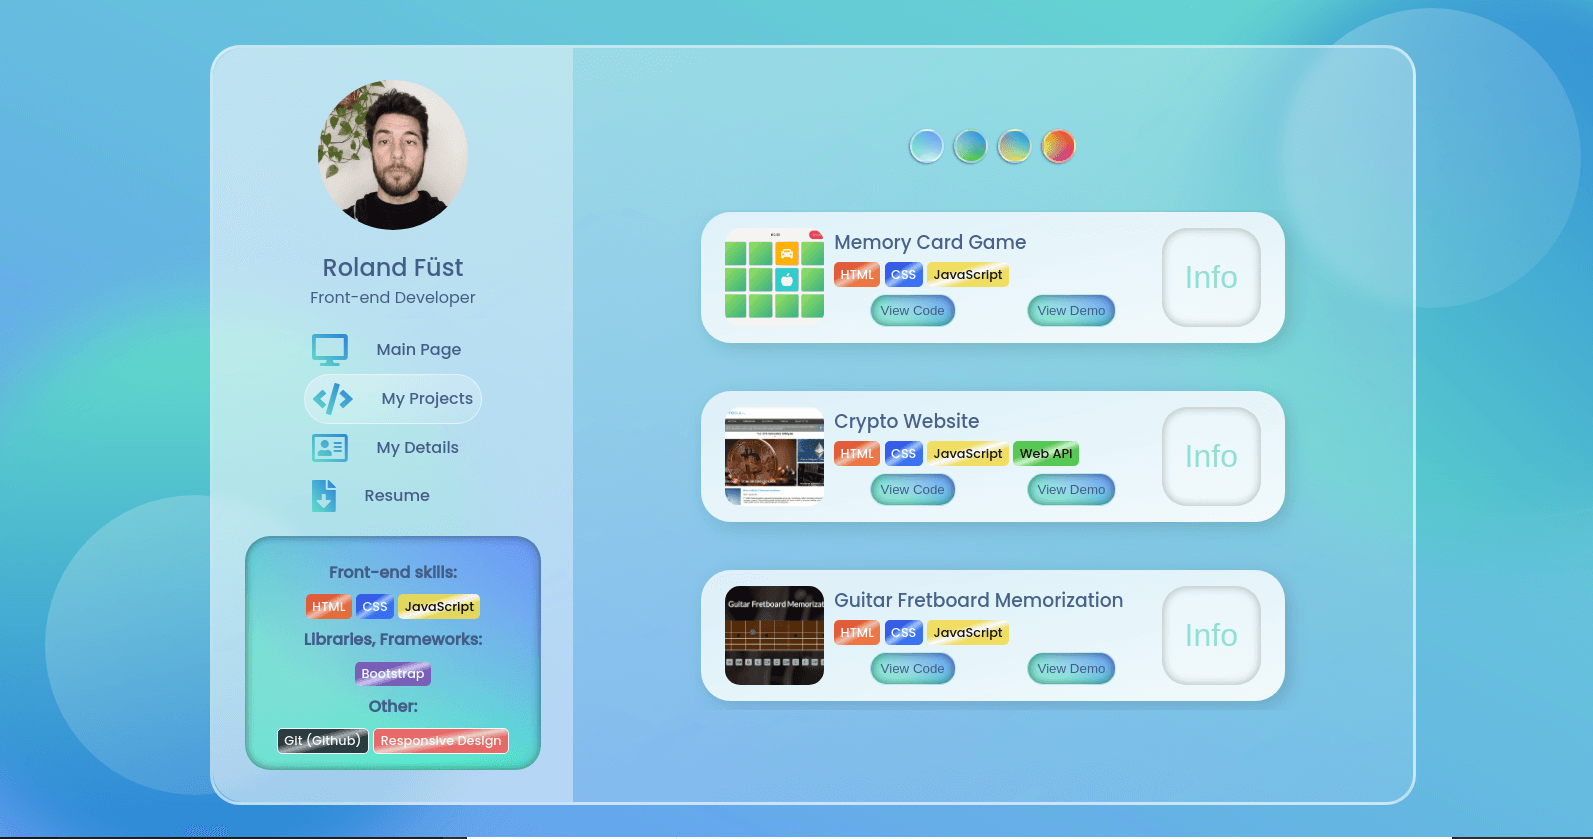 Roland Füst
Front-end Developer
Main Page
My Projects
My Details
Resume
Front-end skills:
HTML CSS JavaScript
Libraries, Frameworks:
Bootstrap
Other:
Git (Github) Responsive Design
Memory Card Game
HTML CSS JavaScript
View Code View Demo
Info
Crypto Website
HTML CSS JavaScript Web API
View Code View Demo
Info
Guitar Fretboard Memorizat
Guitar Fretboard Memorization
HTML CSS JavaScript
View Code View Demo
Info